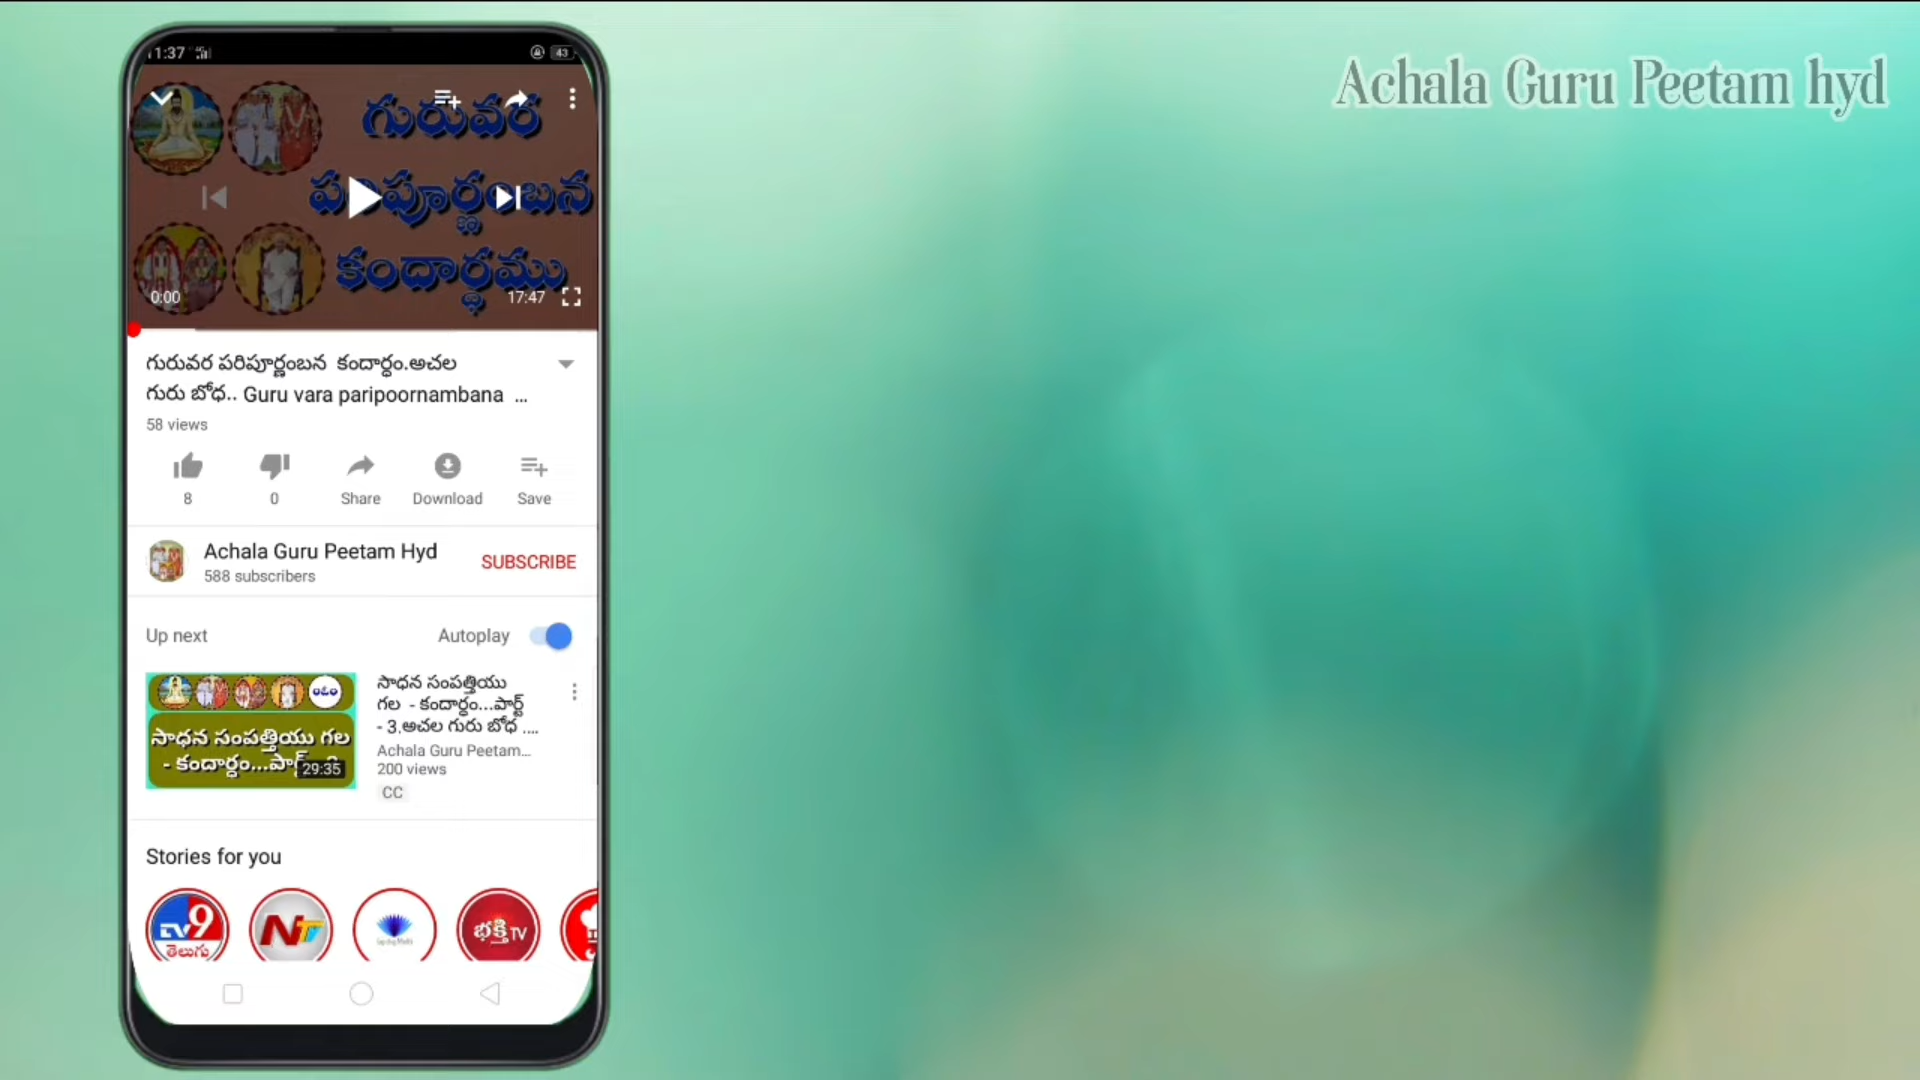 Achala Guru Peetam hyd
11:37
43
గురువర
పరిపూర్ణంబన
కందార్థము
0:00
17:47
గురువర పరిపూర్ణంబన కందార్థం.అచల
గురు బోధ.. Guru vara paripoornambana ...
58 views
8
0
Share
Download
Save
Achala Guru Peetam Hyd
588 subscribers
SUBSCRIBE
Up next
Autoplay
సాధన సంపత్తియు గల
- కందార్థం...పార్ట్
29:35
సాధన సంపత్తియు
గల - కందార్థం...పార్ట్
- 3.అచల గురు బోధ ....
Achala Guru Peetam...
200 views
CC
Stories for you
TV9
తెలుగు
NTV
భక్తి TV